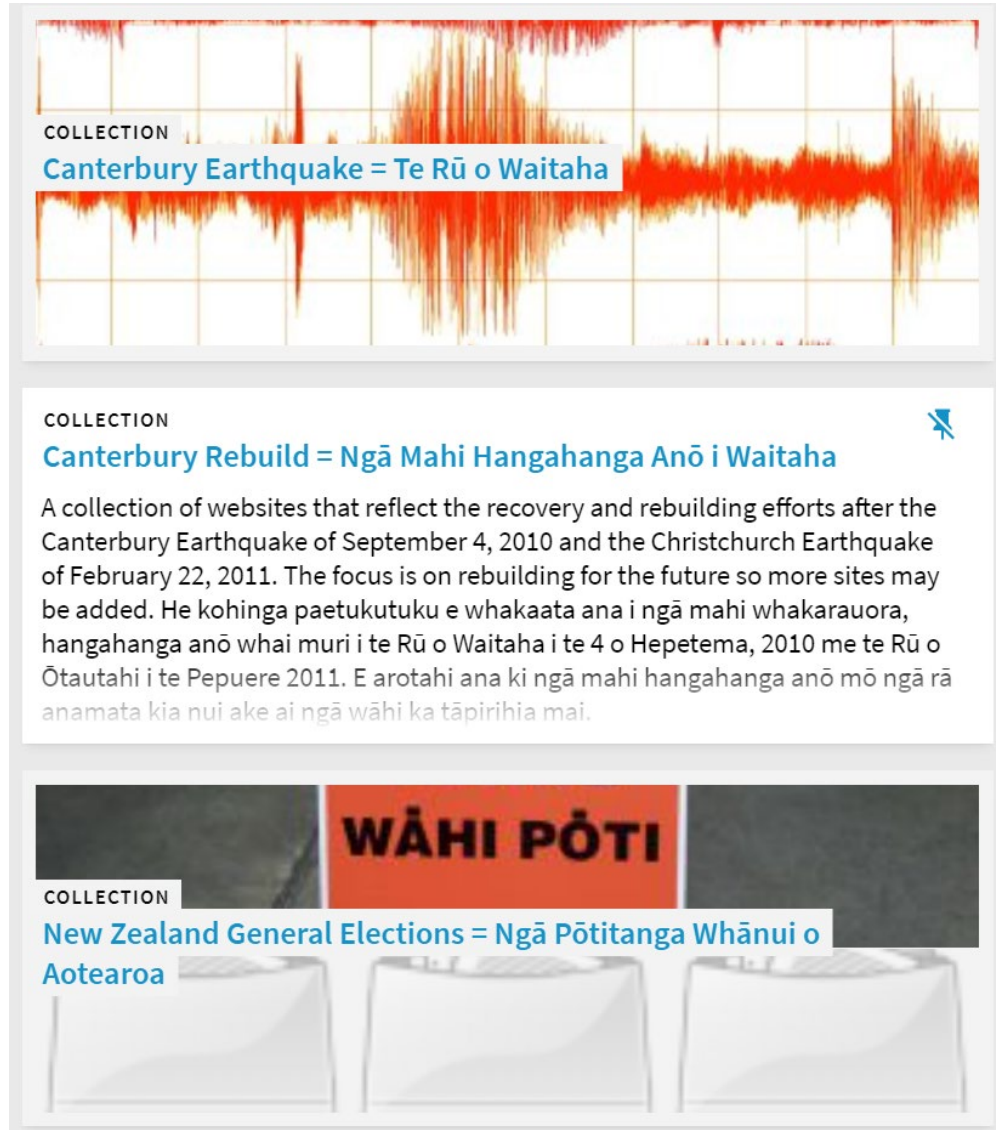 COLLECTION
Canterbury Earthquake = Te Rū o Waitaha
COLLECTION
Canterbury Rebuild = Ngā Mahi Hangahanga Anō i Waitaha
A collection of websites that reflect the recovery and rebuilding efforts after the
Canterbury Earthquake of September 4, 2010 and the Christchurch Earthquake
of February 22, 2011. The focus is on rebuilding for the future so more sites may
be added. He kohinga paetukutuku e whakaata ana i ngā mahi whakarauora,
hangahanga anō whai muri i te Rū o Waitaha i te 4 o Hepetema, 2010 me te Rū o
Ōtautahi i te Pepuere 2011. E arotahi ana ki ngā mahi hangahanga anō mō ngā rā
anamata kia nui ake ai ngā wāhi ka tāpirihia mai.
WĀHI PŌTI
COLLECTION
New Zealand General Elections = Ngā Pōtitanga Whānui o
Aotearoa